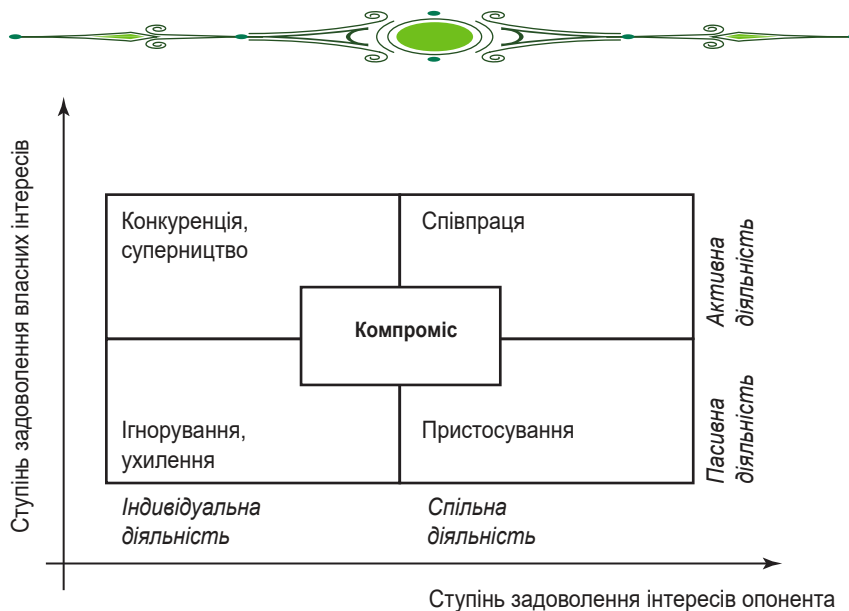 Ступінь задоволення власних інтересів
Конкуренція,
суперництво
Співпраця
Активна
діяльність
Компроміс
Ігнорування,
ухилення
Пристосування
Пасивна
діяльність
Індивідуальна
діяльність
Спільна
діяльність
Ступінь задоволення інтересів опонента